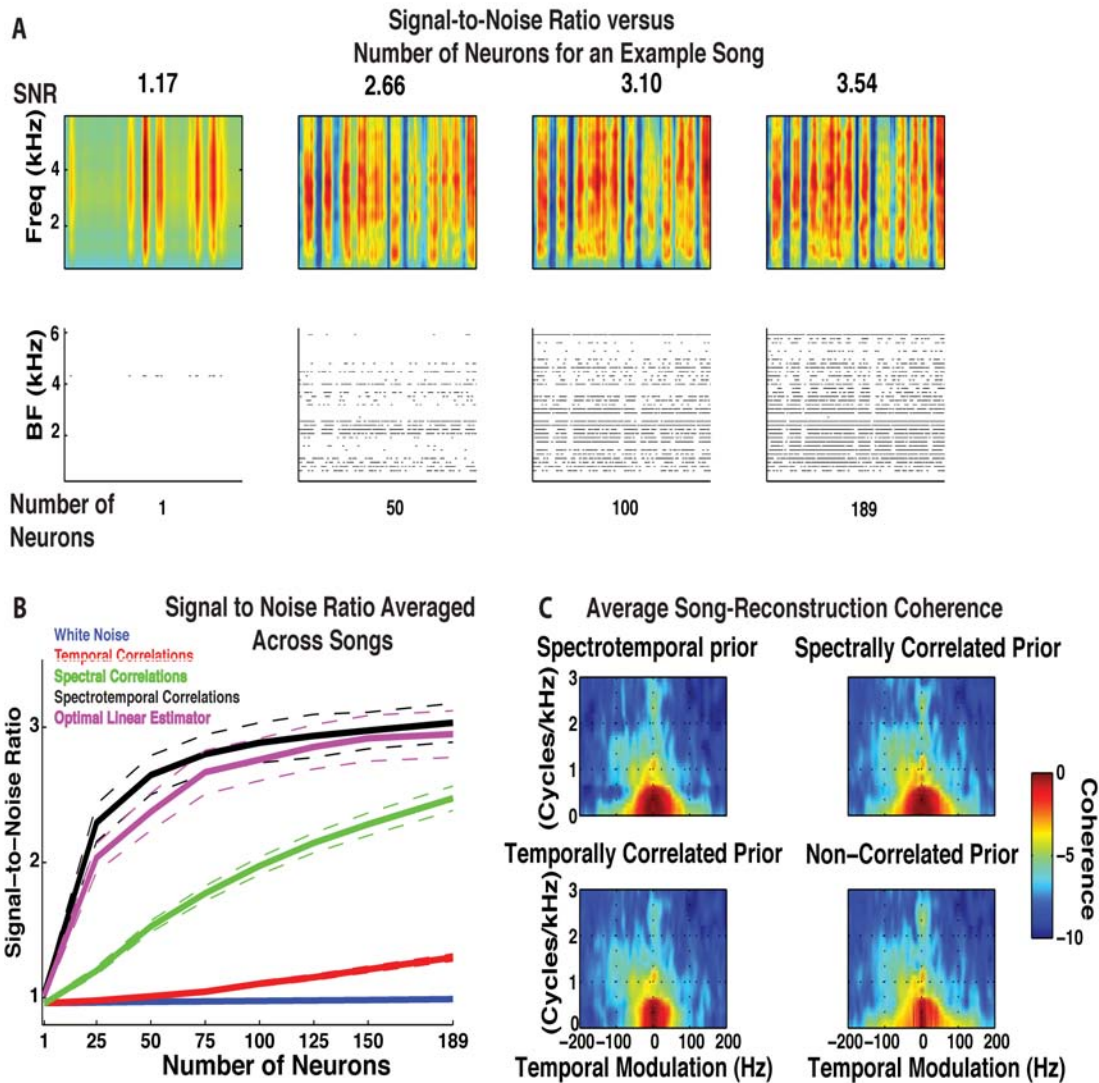 A
Signal-to-Noise Ratio versus
Number of Neurons for an Example Song
SNR 1.17 2.66 3.10 3.54
Freq (kHz)
4
2
BF (kHz)
6
4
2
Number of
Neurons
1 50 100 189
B
Signal to Noise Ratio Averaged
Across Songs
White Noise
Temporal Correlations
Spectral Correlations
Spectrotemporal Correlations
Optimal Linear Estimator
Signal-to-Noise Ratio
3
2
1
1 25 50 75 100 125 150 189
Number of Neurons
C Average Song-Reconstruction Coherence
Spectrotemporal prior Spectrally Correlated Prior
(Cycles/kHz)
3
2
1
0
Temporally Correlated Prior Non-Correlated Prior
(Cycles/kHz)
3
2
1
0
−200−100 0 100 200 −200−100 0 100 200
Temporal Modulation (Hz) Temporal Modulation (Hz)
0
−5
−10
Coherence